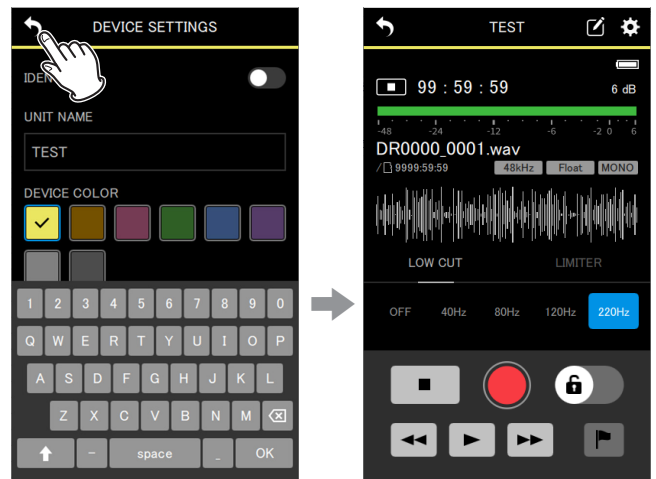 DEVICE SETTINGS
UNIT NAME
TEST
DEVICE COLOR
1 2 3 4 5 6 7 8 9 0
Q W E R T Y U I O P
A S D F G H J K L
Z X C V B N M
- space _ OK
TEST
99 : 59 : 59 6 dB
-48 -24 -12 -6 -2 0 6
DR0000_0001.wav
/ 9999:59:59 48kHz Float MONO
LOW CUT LIMITER
OFF 40Hz 80Hz 120Hz 220Hz